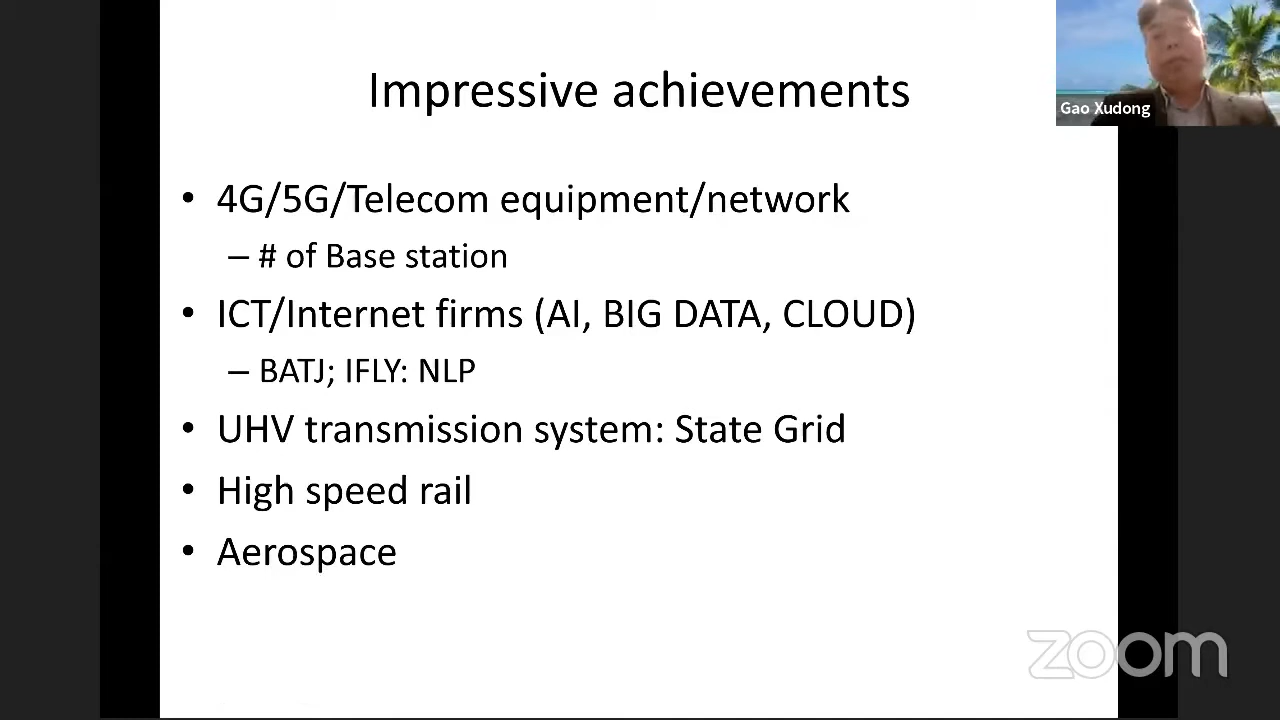 Impressive achievements
Gao Xudong
• 4G/5G/Telecom equipment/network
– # of Base station
• ICT/Internet firms (AI, BIG DATA, CLOUD)
– BATJ; IFLY: NLP
• UHV transmission system: State Grid
• High speed rail
• Aerospace
zoom